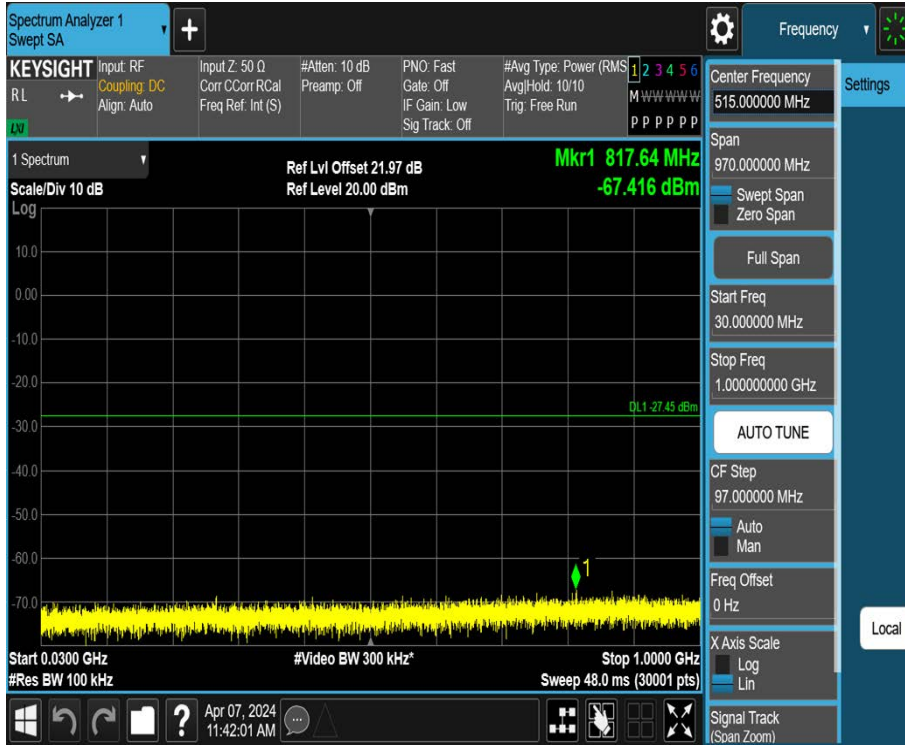 Spectrum Analyzer 1
Swept SA
+
Frequency
KEYSIGHT
R L
LXI
Input: RF
Coupling: DC
Align: Auto
Input Z: 50 Ω
Corr CCorr RCal
Freq Ref: Int (S)
#Atten: 10 dB
Preamp: Off
PNO: Fast
Gate: Off
IF Gain: Low
Sig Track: Off
#Avg Type: Power (RMS
Avg|Hold: 10/10
Trig: Free Run
1 2 3 4 5 6
M W W W W W
P P P P P P
Center Frequency
515.000000 MHz
Settings
Span
970.000000 MHz
Swept Span
Zero Span
Full Span
Start Freq
30.000000 MHz
Stop Freq
1.000000000 GHz
AUTO TUNE
CF Step
97.000000 MHz
Auto
Man
Freq Offset
0 Hz
X Axis Scale
Log
Lin
Signal Track
(Span Zoom)
Local
1 Spectrum
Scale/Div 10 dB
Log
Ref Lvl Offset 21.97 dB
Ref Level 20.00 dBm
Mkr1 817.64 MHz
-67.416 dBm
10.0
0.00
-10.0
-20.0
DL1 -27.45 dBm
-30.0
-40.0
-50.0
-60.0
1
-70.0
Start 0.0300 GHz
#Video BW 300 kHz*
Stop 1.0000 GHz
#Res BW 100 kHz
Sweep 48.0 ms (30001 pts)
?
Apr 07, 2024
11:42:01 AM